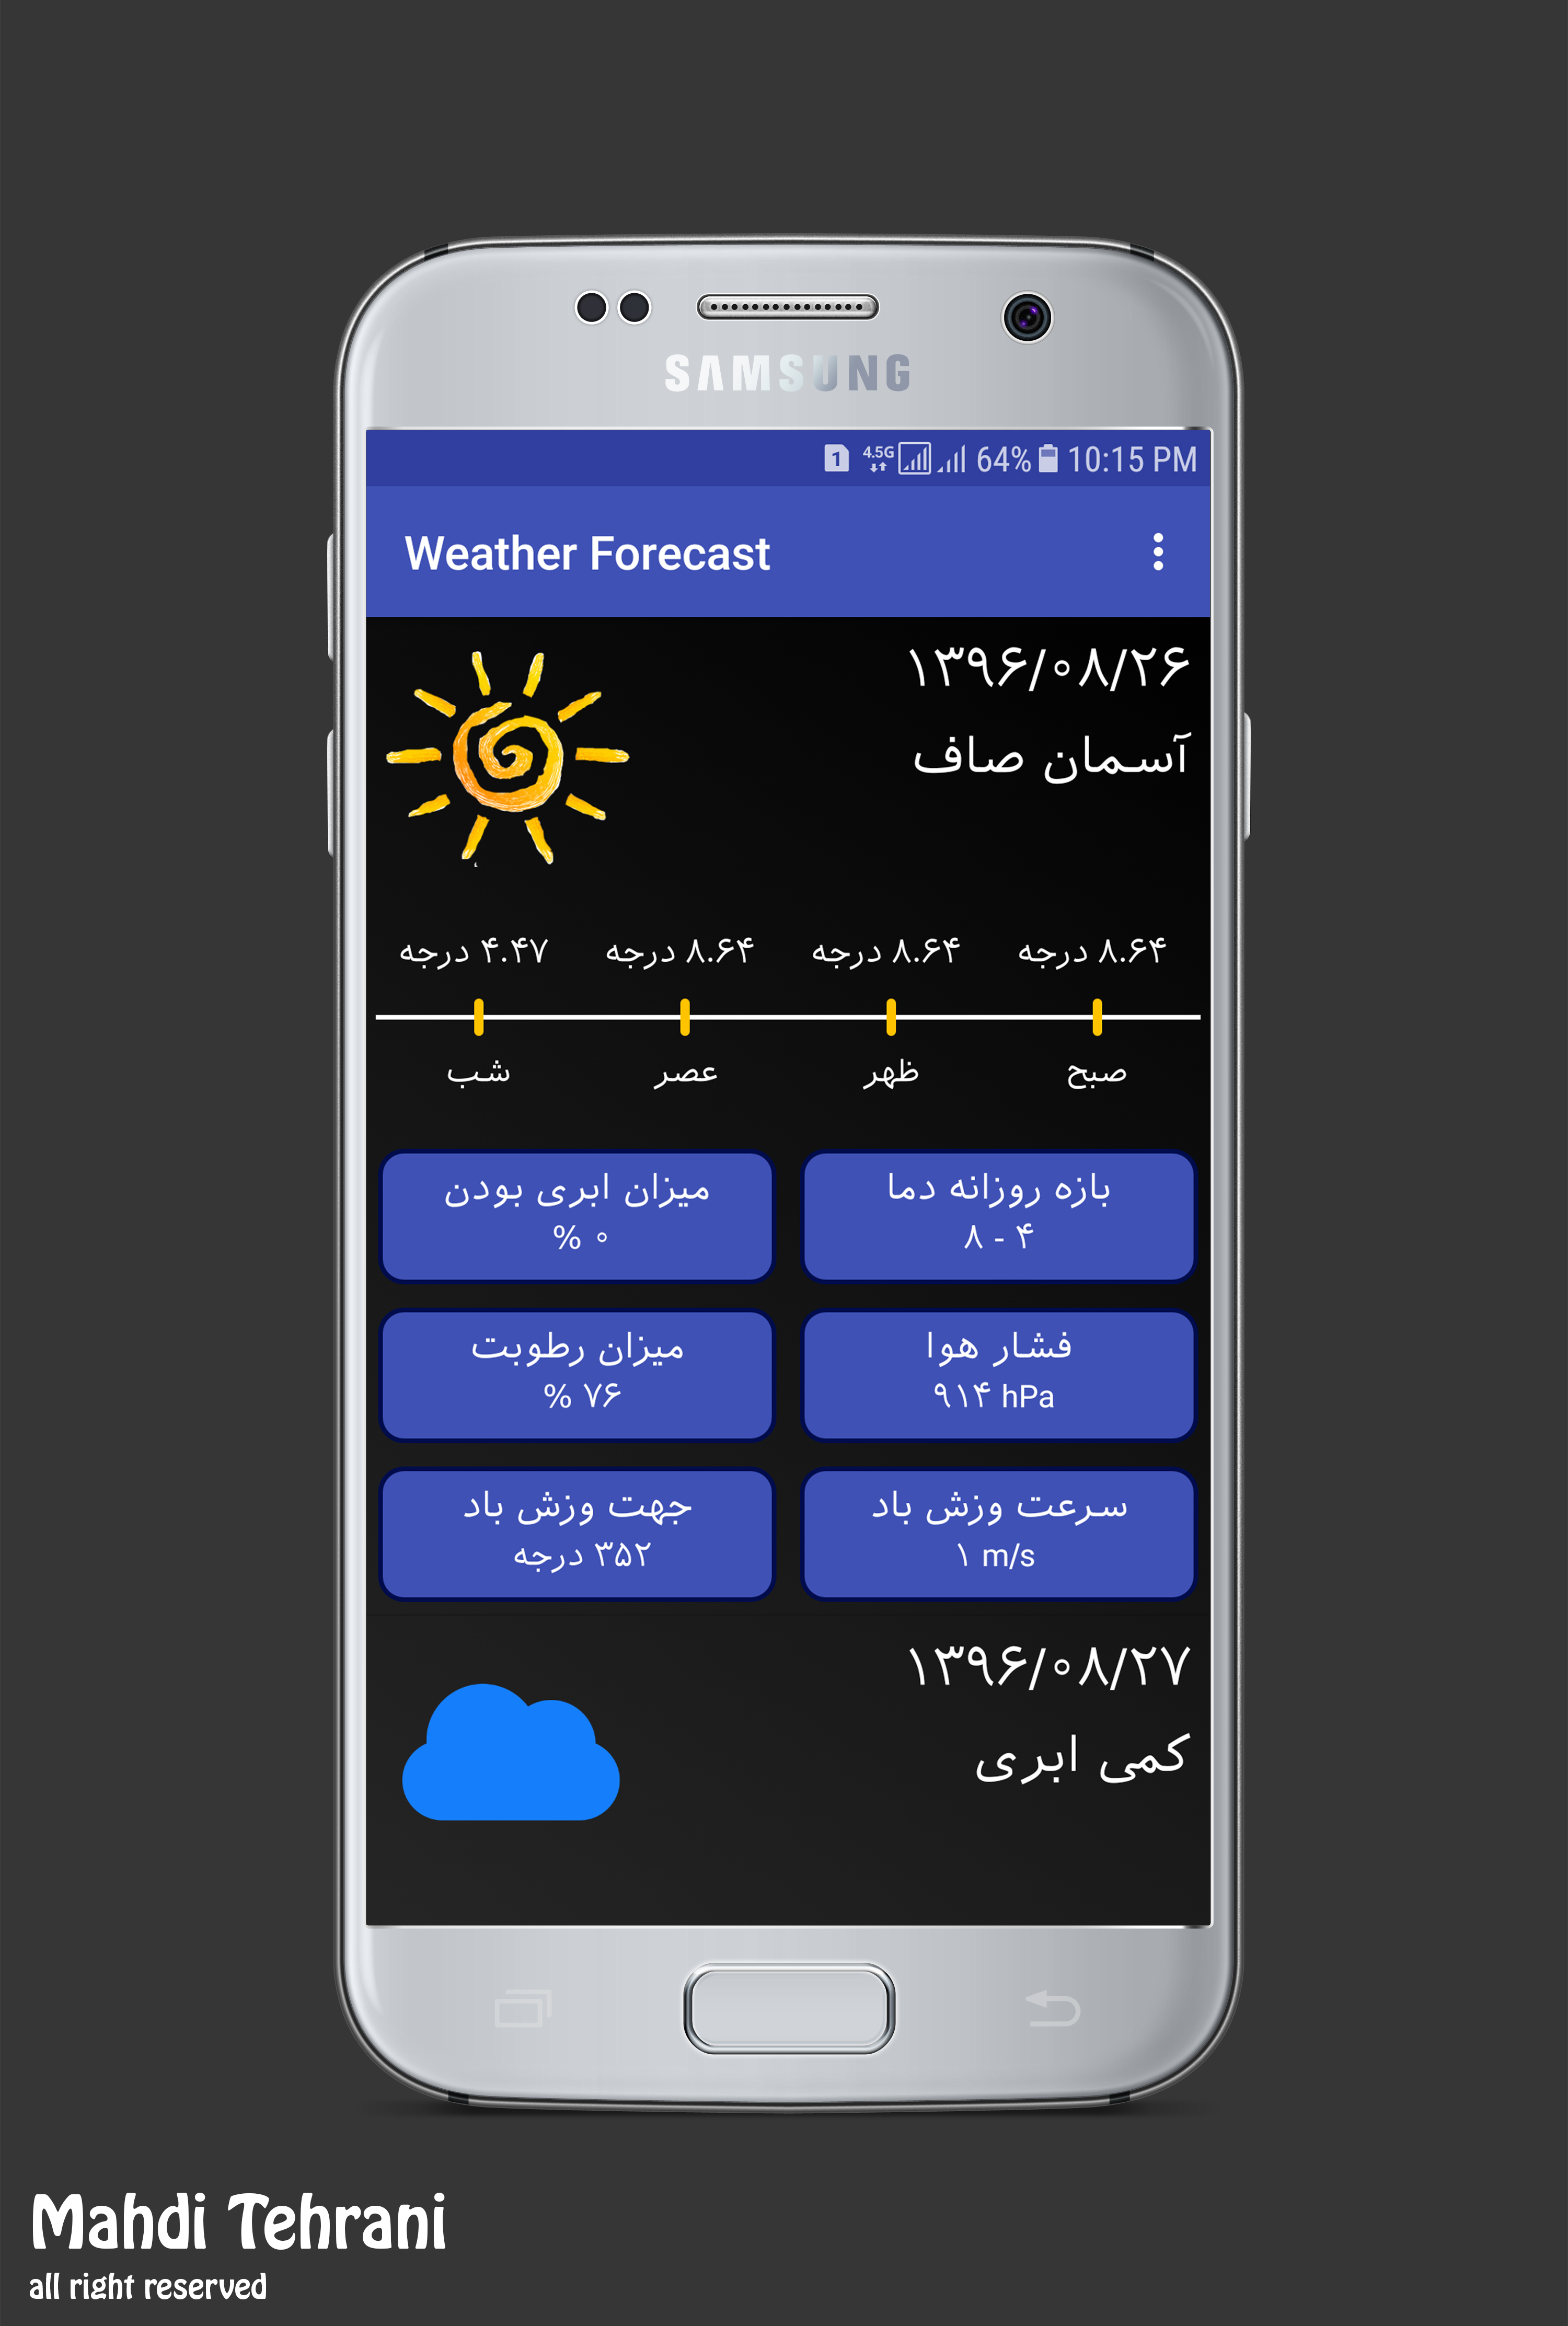 SAMSUNG
1 4.5G 64% 10:15 PM
Weather Forecast
۱۳۹۶/۰۸/۲۶
آسمان صاف
۸.۶۴ درجه
۸.۶۴ درجه
۸.۶۴ درجه
۴.۴۷ درجه
صبح
ظهر
عصر
شب
بازه روزانه دما
۴ - ۸
میزان ابری بودن
% ۰
فشار هوا
۹۱۴ hPa
میزان رطوبت
% ۷۶
سرعت وزش باد
۱ m/s
جهت وزش باد
۳۵۲ درجه
۱۳۹۶/۰۸/۲۷
کمی ابری
Mahdi Tehrani
all right reserved